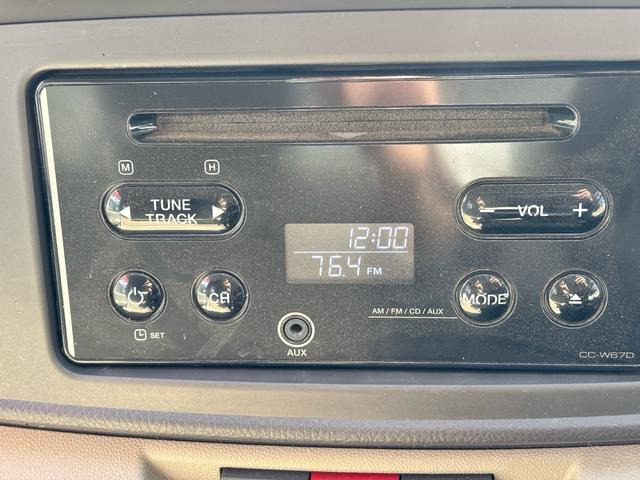 M H
TUNE
TRACK
VOL
12:00
76.4 FM
CH
MODE
AM / FM / CD / AUX
SET
AUX
CC-W67D